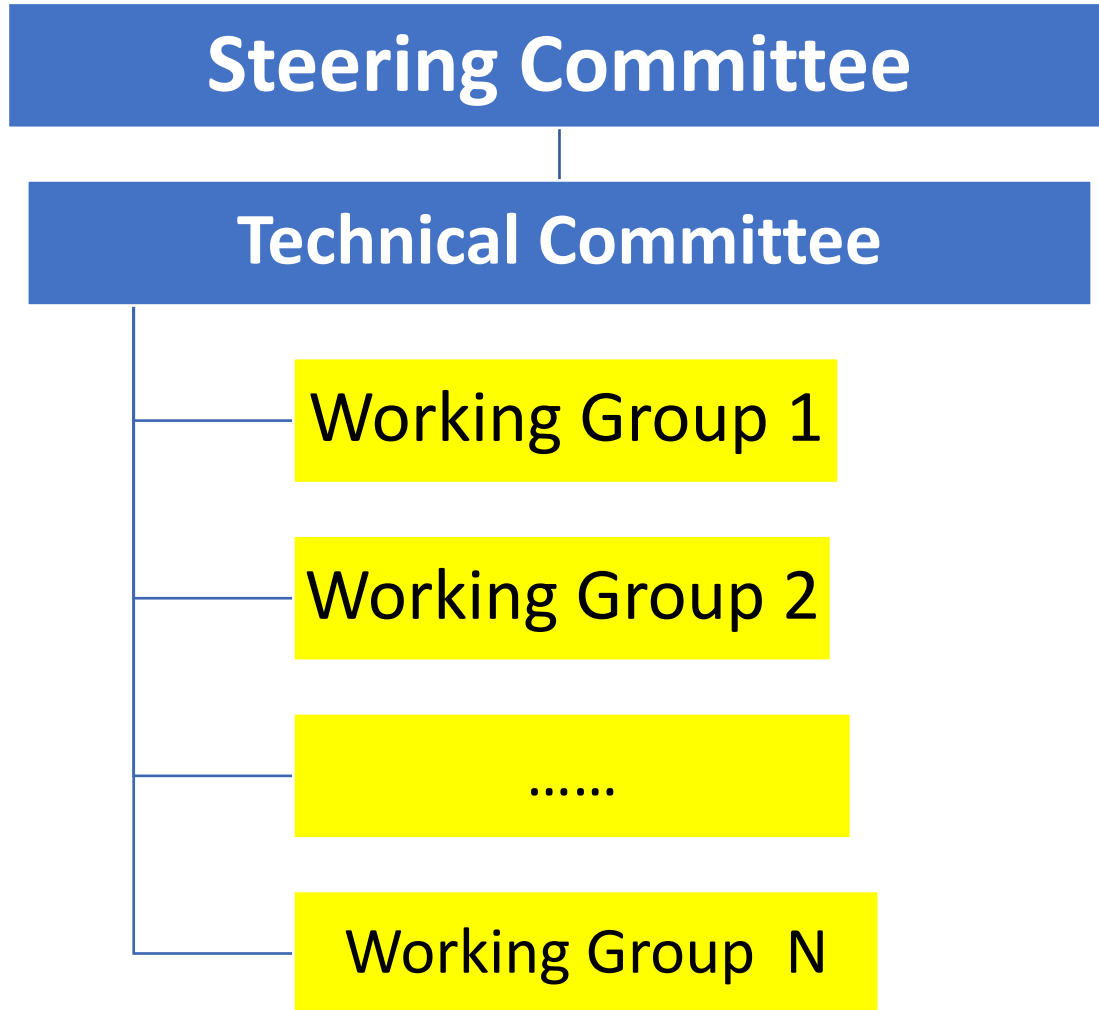 Steering Committee
Technical Committee
Working Group 1
Working Group 2
......
Working Group  N